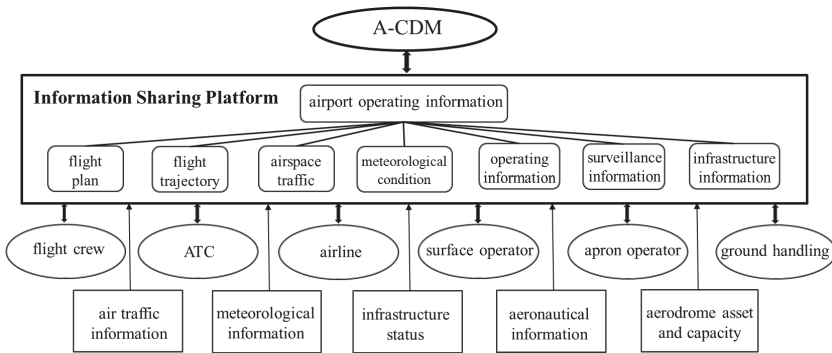 A-CDM
Information Sharing Platform
airport operating information
flight
plan
flight
trajectory
airspace
traffic
meteorological
condition
operating
information
surveillance
information
infrastructure
information
flight crew
ATC
airline
surface operator
apron operator
ground handling
air traffic
information
meteorological
information
infrastructure
status
aeronautical
information
aerodrome asset
and capacity